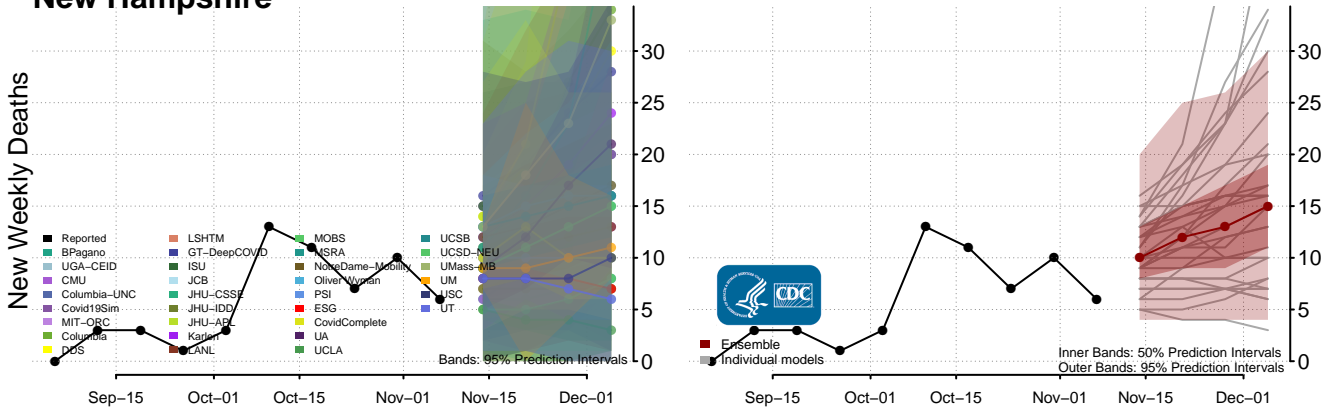 New Hampshire
New Weekly Deaths
Reported
BPagano
UGA−CEID
CMU
Columbia−UNC
Covid19Sim
MIT−ORC
Columbia
DDS
LSHTM
GT−DeepCOVID
ISU
JCB
JHU−CSSE
JHU−IDD
JHU−APL
Karlen
LANL
MOBS
MSRA
NotreDame−Mobility
Oliver Wyman
PSI
ESG
CovidComplete
UA
UCLA
UCSB
UCSD−NEU
UMass−MB
UM
USC
UT
Bands: 95% Prediction Intervals
30
25
20
15
10
5
0
Sep−15
Oct−01
Oct−15
Nov−01
Nov−15
Dec−01
CDC
Ensemble
Individual models
Inner Bands: 50% Prediction Intervals
Outer Bands: 95% Prediction Intervals
30
25
20
15
10
5
0
Sep−15
Oct−01
Oct−15
Nov−01
Nov−15
Dec−01